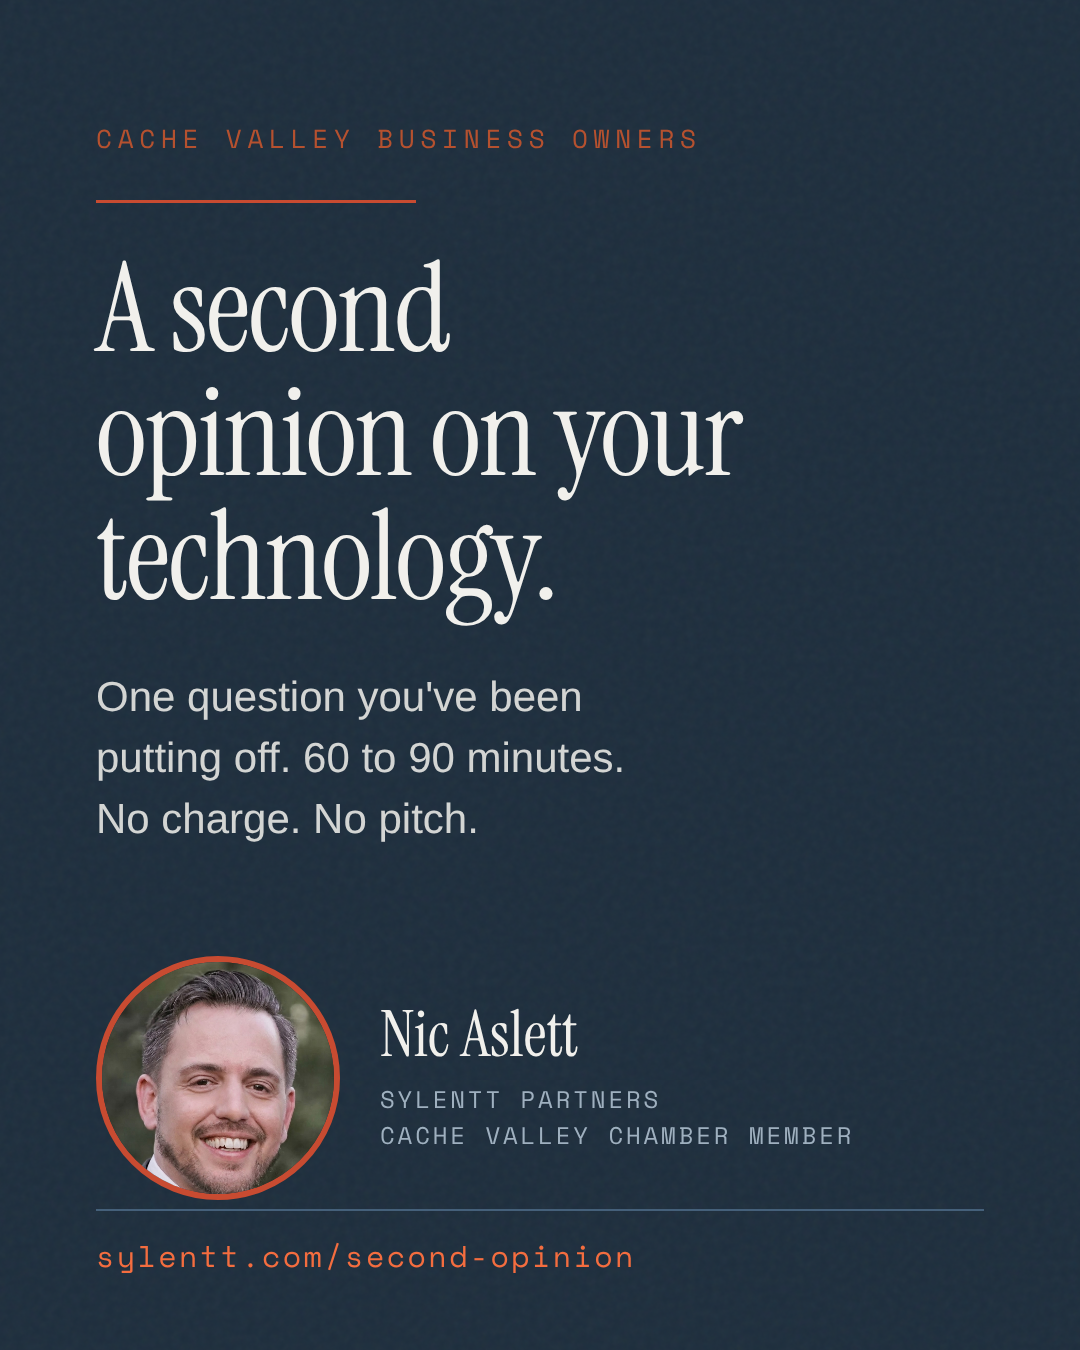 CACHE VALLEY BUSINESS OWNERS
A second
opinion on your
technology.
One question you've been
putting off. 60 to 90 minutes.
No charge. No pitch.
Nic Aslett
SYLENTT PARTNERS
CACHE VALLEY CHAMBER MEMBER
sylentt.com/second-opinion